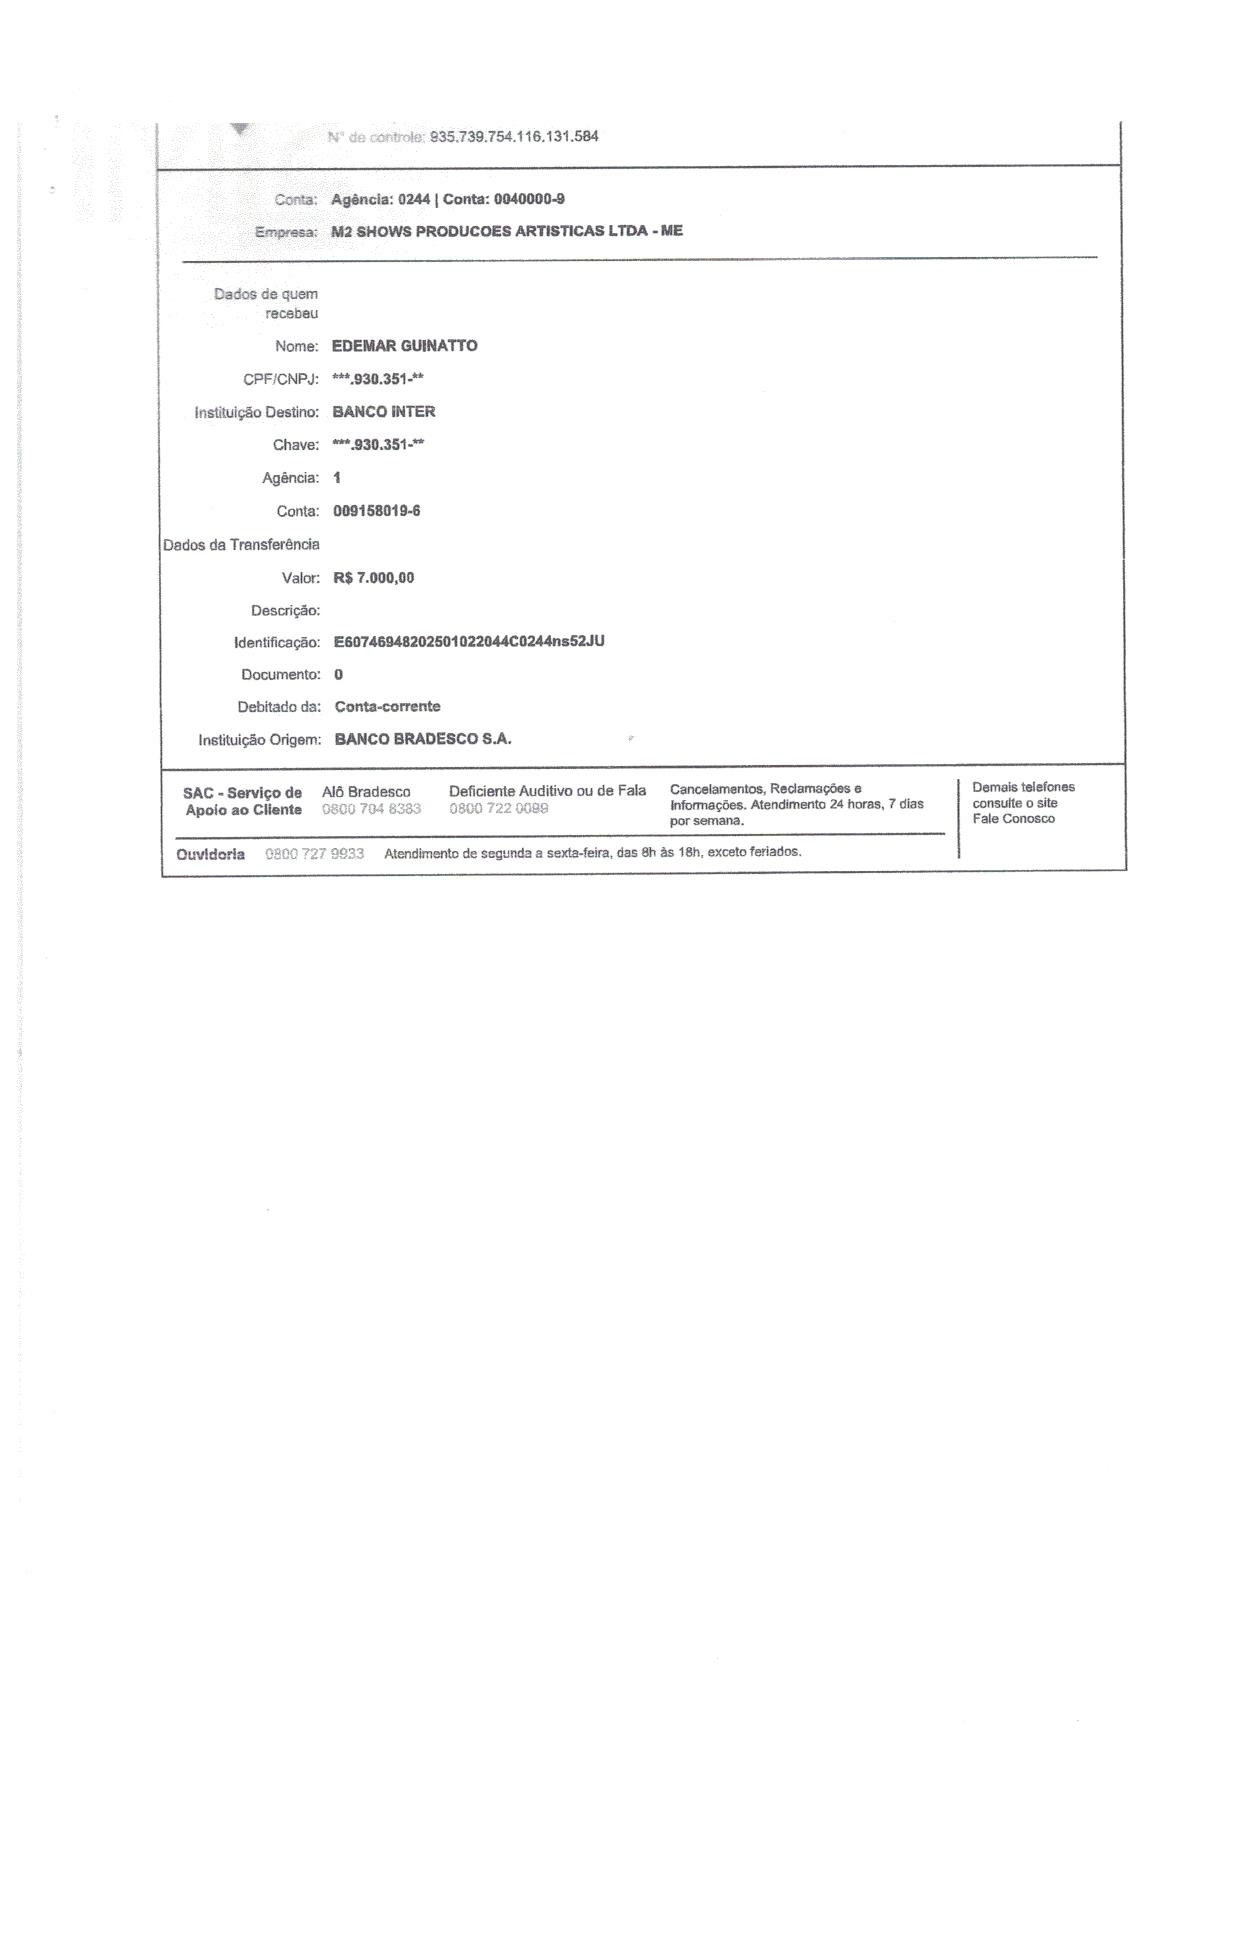 N° de controle: 935.739.754.116.131.584
Conta: Agência: 0244 | Conta: 0040000-9
Empresa: M2 SHOWS PRODUCOES ARTISTICAS LTDA - ME
Dados de quem
recebeu
Nome: EDEMAR GUINATTO
CPF/CNPJ: ***.930.351-**
Instituição Destino: BANCO INTER
Chave: ***.930.351-**
Agência: 1
Conta: 009158019-6
Dados da Transferência
Valor: R$ 7.000,00
Descrição:
Identificação: E60746948202501022044C0244ns52JU
Documento: 0
Debitado da: Conta-corrente
Instituição Origem: BANCO BRADESCO S.A.
SAC - Serviço de
Apoio ao Cliente
Alô Bradesco
0800 704 8383
Deficiente Auditivo ou de Fala
0800 722 0099
Cancelamentos, Reclamações e
Informações. Atendimento 24 horas, 7 dias
por semana.
Demais telefones
consulte o site
Fale Conosco
Ouvidoria 0800 727 9933 Atendimento de segunda a sexta-feira, das 8h às 18h, exceto feriados.